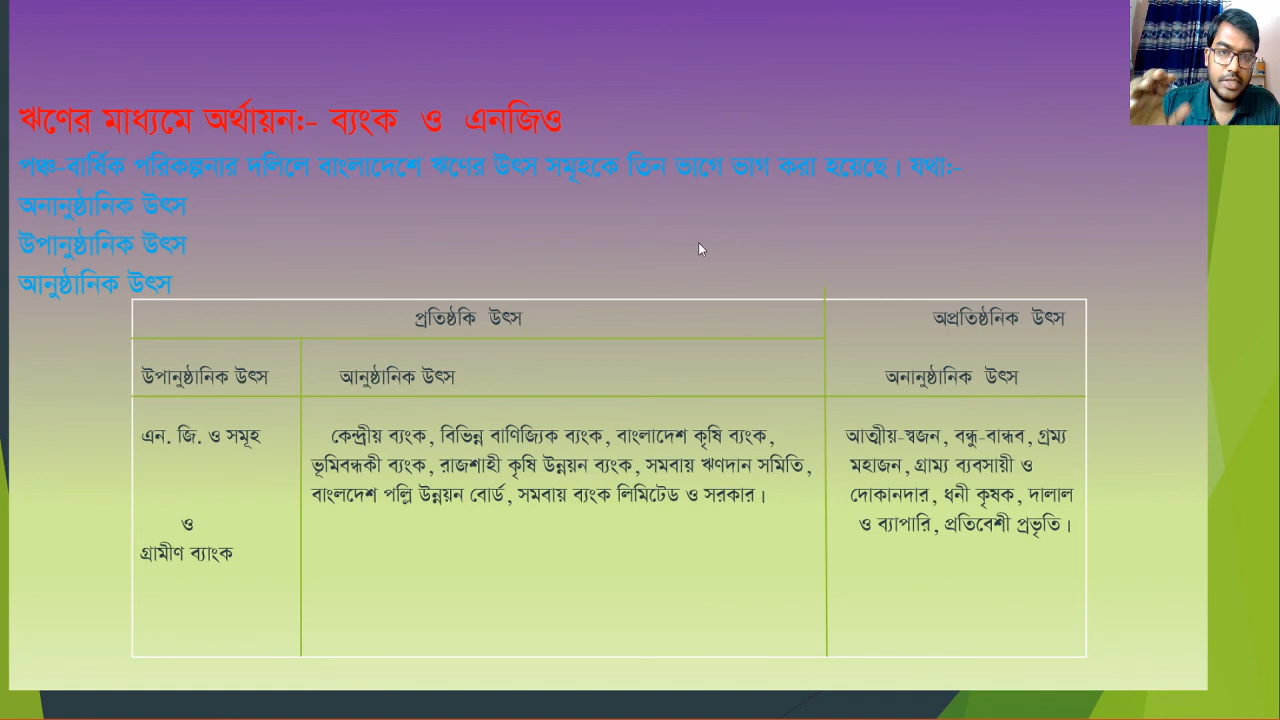 ঋণের মাধ্যমে অর্থায়ন:- ব্যংক ও এনজিও
পঞ্চ-বার্ষিক পরিকল্পনার দলিলে বাংলাদেশে ঋণের উৎস সমূহকে তিন ভাগে ভাগ করা হয়েছে। যথা:-
অনানুষ্ঠানিক উৎস
উপানুষ্ঠানিক উৎস
আনুষ্ঠানিক উৎস
প্রতিষ্ঠকি উৎস
অপ্রতিষ্ঠনিক উৎস
উপানুষ্ঠানিক উৎস
আনুষ্ঠানিক উৎস
অনানুষ্ঠানিক উৎস
এন. জি. ও সমূহ
ও
গ্রামীণ ব্যাংক
কেন্দ্রীয় ব্যংক, বিভিন্ন বাণিজ্যিক ব্যংক, বাংলাদেশ কৃষি ব্যংক,
ভূমিবন্ধকী ব্যংক, রাজশাহী কৃষি উন্নয়ন ব্যংক, সমবায় ঋণদান সমিতি,
বাংলদেশ পল্লি উন্নয়ন বোর্ড, সমবায় ব্যংক লিমিটেড ও সরকার।
আত্মীয়-স্বজন, বন্ধু-বান্ধব, গ্রম্য
মহাজন, গ্রাম্য ব্যবসায়ী ও
দোকানদার, ধনী কৃষক, দালাল
ও ব্যাপারি, প্রতিবেশী প্রভৃতি।